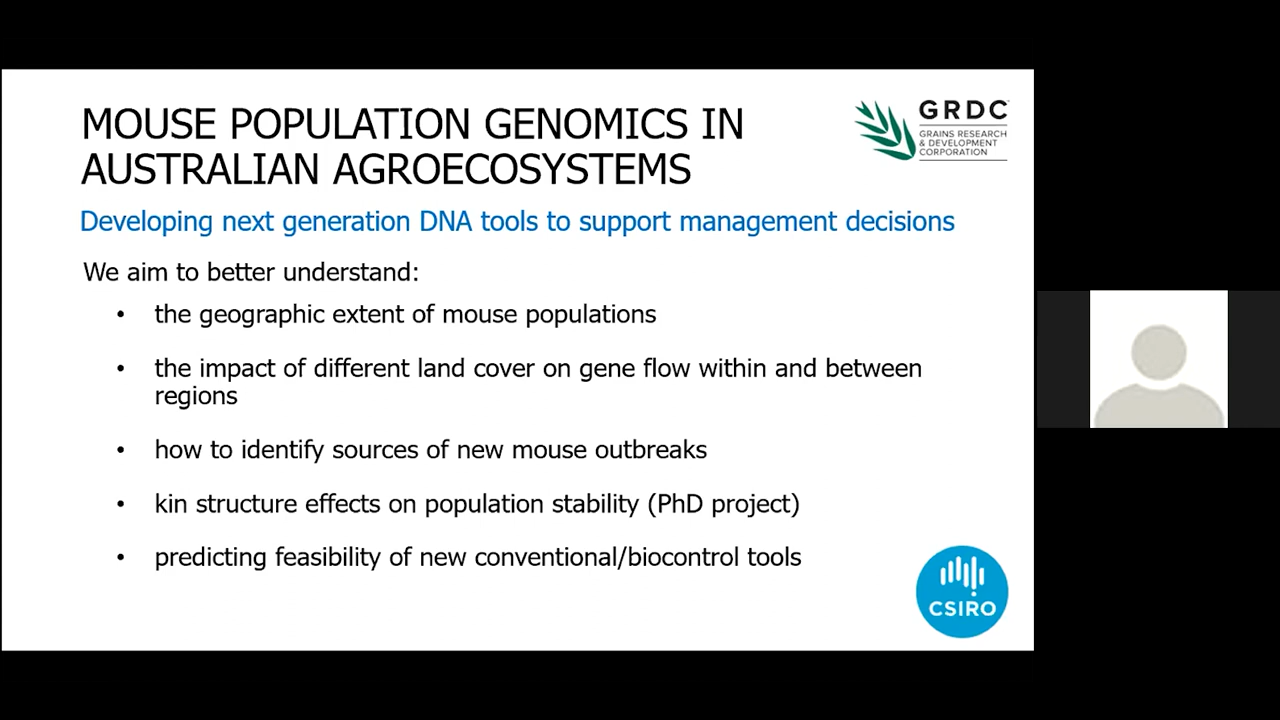 MOUSE POPULATION GENOMICS IN
AUSTRALIAN AGROECOSYSTEMS
GRDC
GRAINS RESEARCH
& DEVELOPMENT
CORPORATION
Developing next generation DNA tools to support management decisions
We aim to better understand:
• the geographic extent of mouse populations
• the impact of different land cover on gene flow within and between
regions
• how to identify sources of new mouse outbreaks
• kin structure effects on population stability (PhD project)
• predicting feasibility of new conventional/biocontrol tools
CSIRO